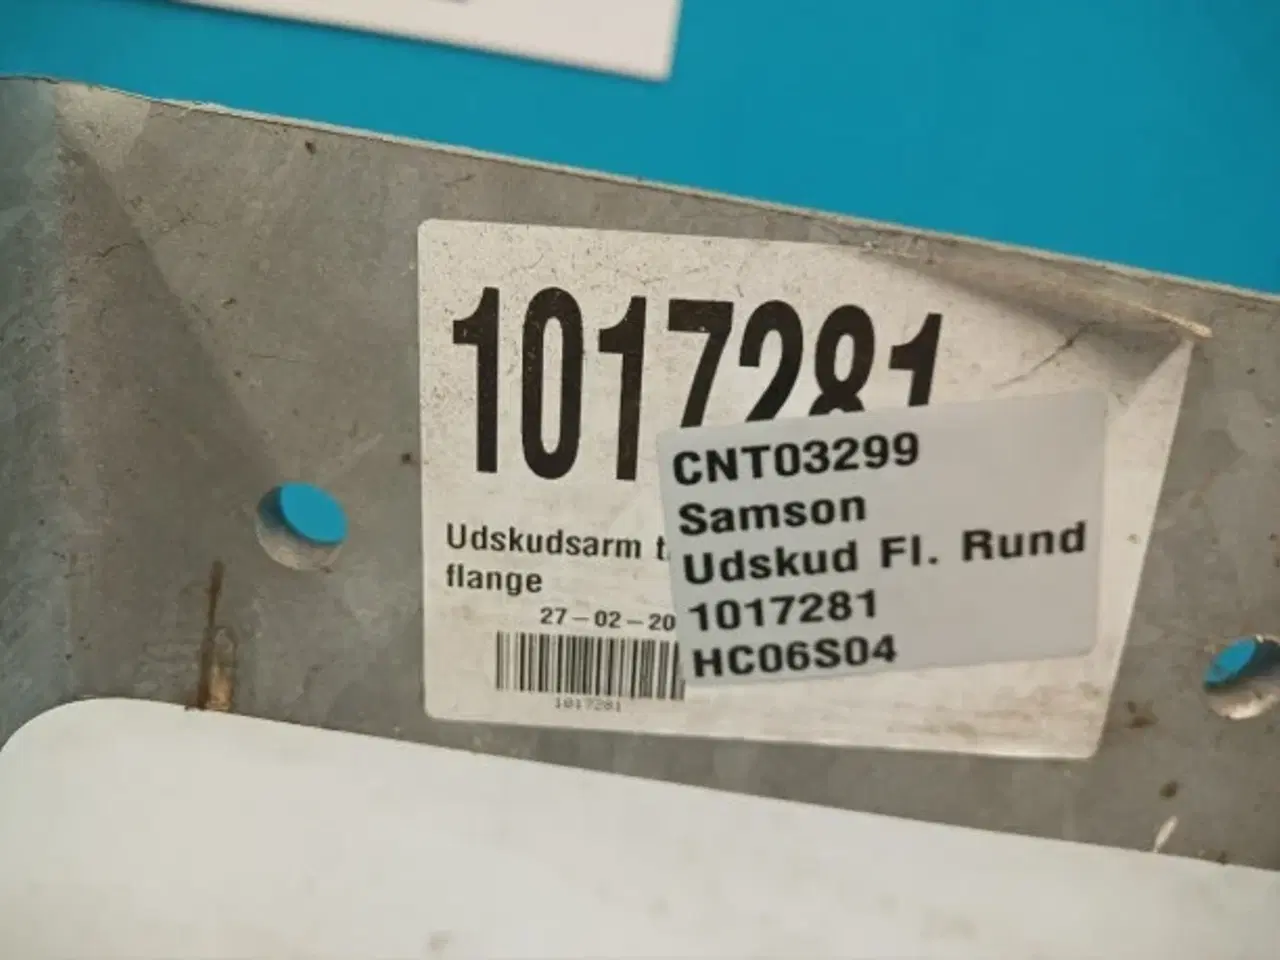 1017281
Udskudsarm
flange
27-02-20
1017281
CNT03299
Samson
Udskud Fl. Rund
1017281
HC06S04